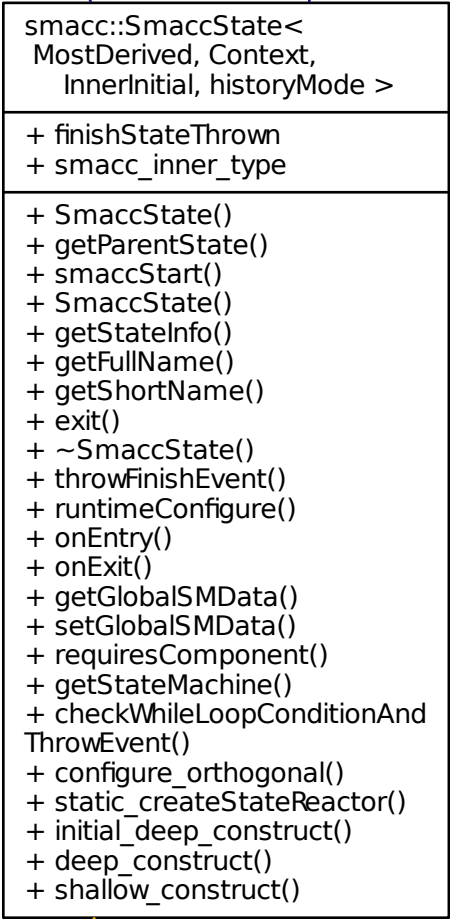 smacc::SmaccState<
MostDerived, Context,
InnerInitial, historyMode >
+ finishStateThrown
+ smacc_inner_type
+ SmaccState()
+ getParentState()
+ smaccStart()
+ SmaccState()
+ getStateInfo()
+ getFullName()
+ getShortName()
+ exit()
+ ~SmaccState()
+ throwFinishEvent()
+ runtimeConfigure()
+ onEntry()
+ onExit()
+ getGlobalSMData()
+ setGlobalSMData()
+ requiresComponent()
+ getStateMachine()
+ checkWhileLoopConditionAnd
ThrowEvent()
+ configure_orthogonal()
+ static_createStateReactor()
+ initial_deep_construct()
+ deep_construct()
+ shallow_construct()